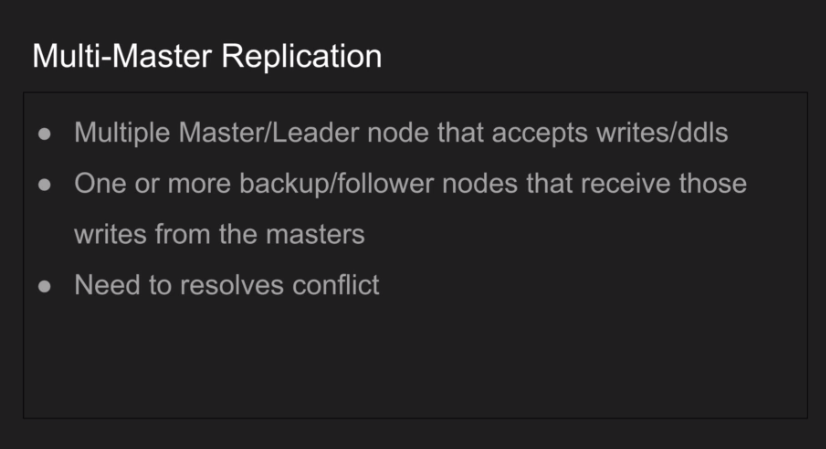 Multi-Master Replication
● Multiple Master/Leader node that accepts writes/ddls
● One or more backup/follower nodes that receive those
writes from the masters
● Need to resolves conflict